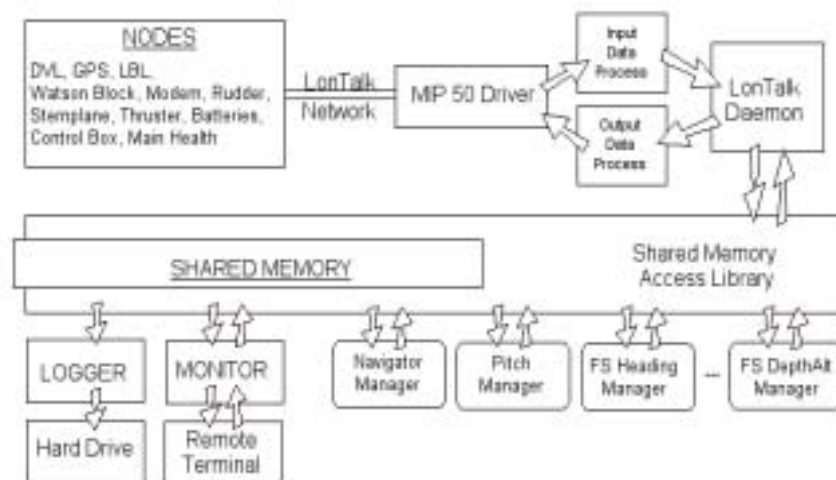 NODES
DVL, GPS, LBL,
Watson Block, Modem, Rudder,
Sternplane, Thruster, Batteries,
Control Box, Main Health
LonTalk
Network
MIP 50 Driver
Input
Data
Process
Output
Data
Process
LonTalk
Daemon
SHARED MEMORY
Shared Memory
Access Library
LOGGER
MONITOR
Navigator
Manager
Pitch
Manager
FS Heading
Manager
...
FS DepthAlt
Manager
Hard Drive
Remote
Terminal